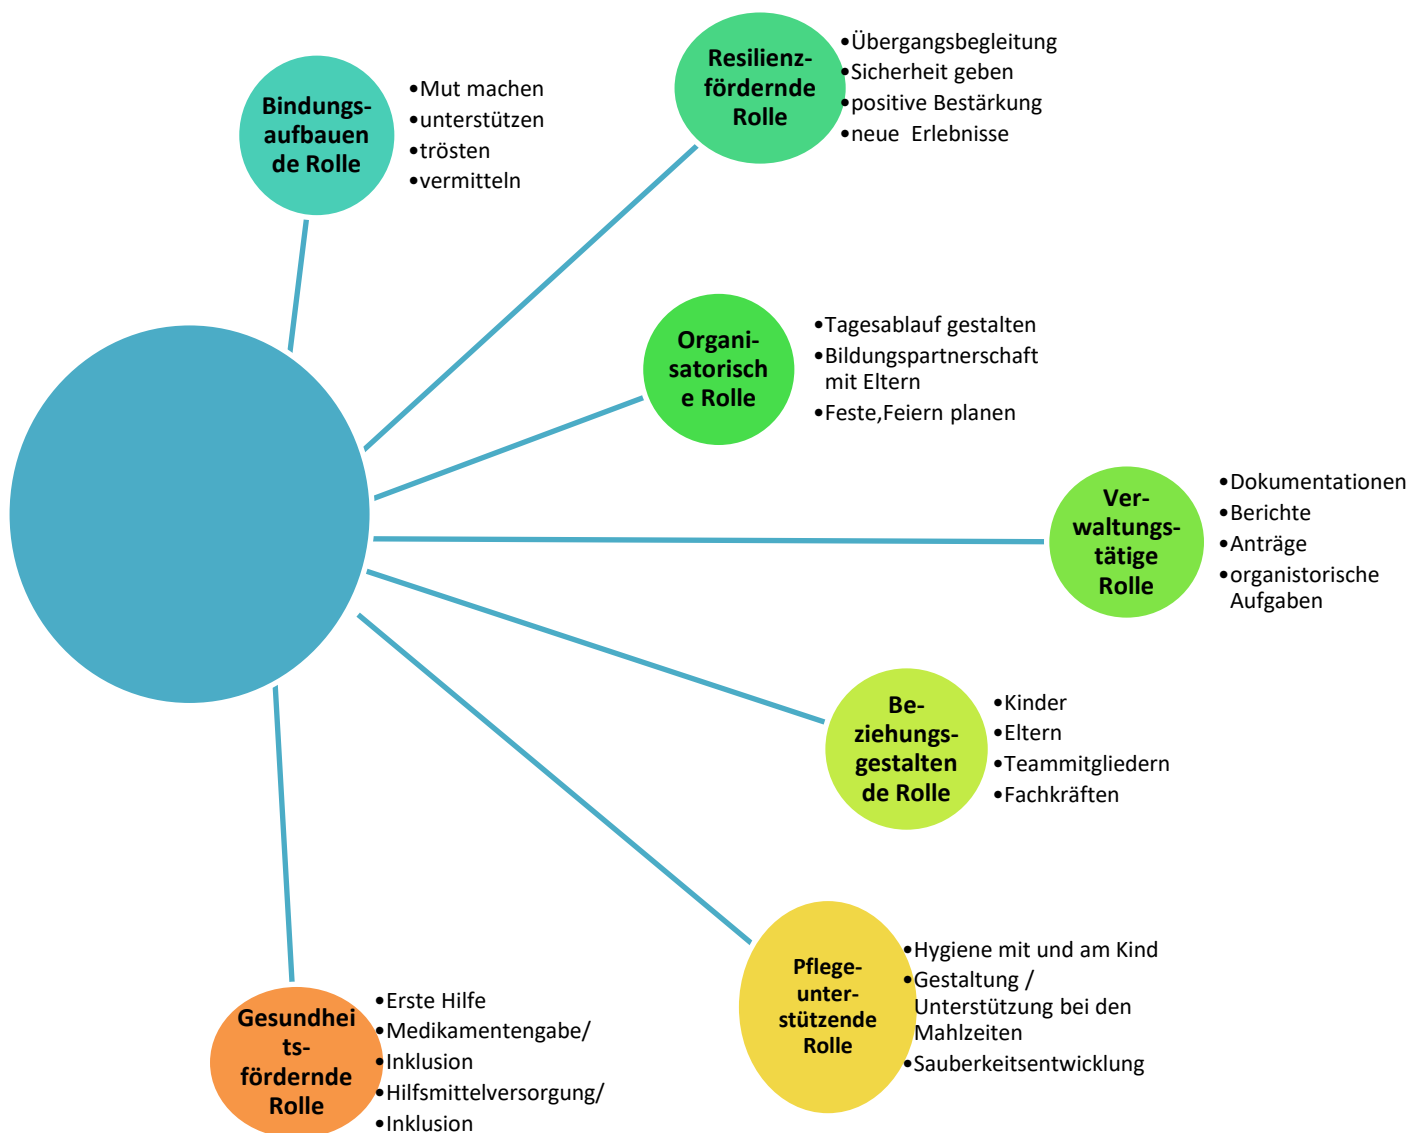 Bindungs-
aufbauen
de Rolle
•Mut machen
•unterstützen
•trösten
•vermitteln
Resilienz-
fördernde
Rolle
•Übergangsbegleitung
•Sicherheit geben
•positive Bestärkung
•neue  Erlebnisse
Organi-
satorisch
e Rolle
•Tagesablauf gestalten
•Bildungspartnerschaft
mit Eltern
•Feste,Feiern planen
Ver-
waltungs-
tätige
Rolle
•Dokumentationen
•Berichte
•Anträge
•organistorische
Aufgaben
Be-
ziehungs-
gestalten
de Rolle
•Kinder
•Eltern
•Teammitgliedern
•Fachkräften
Pflege-
unter-
stützende
Rolle
•Hygiene mit und am Kind
•Gestaltung /
Unterstützung bei den
Mahlzeiten
•Sauberkeitsentwicklung
Gesundhei
ts-
fördernde
Rolle
•Erste Hilfe
•Medikamentengabe/
•Inklusion
•Hilfsmittelversorgung/
•Inklusion